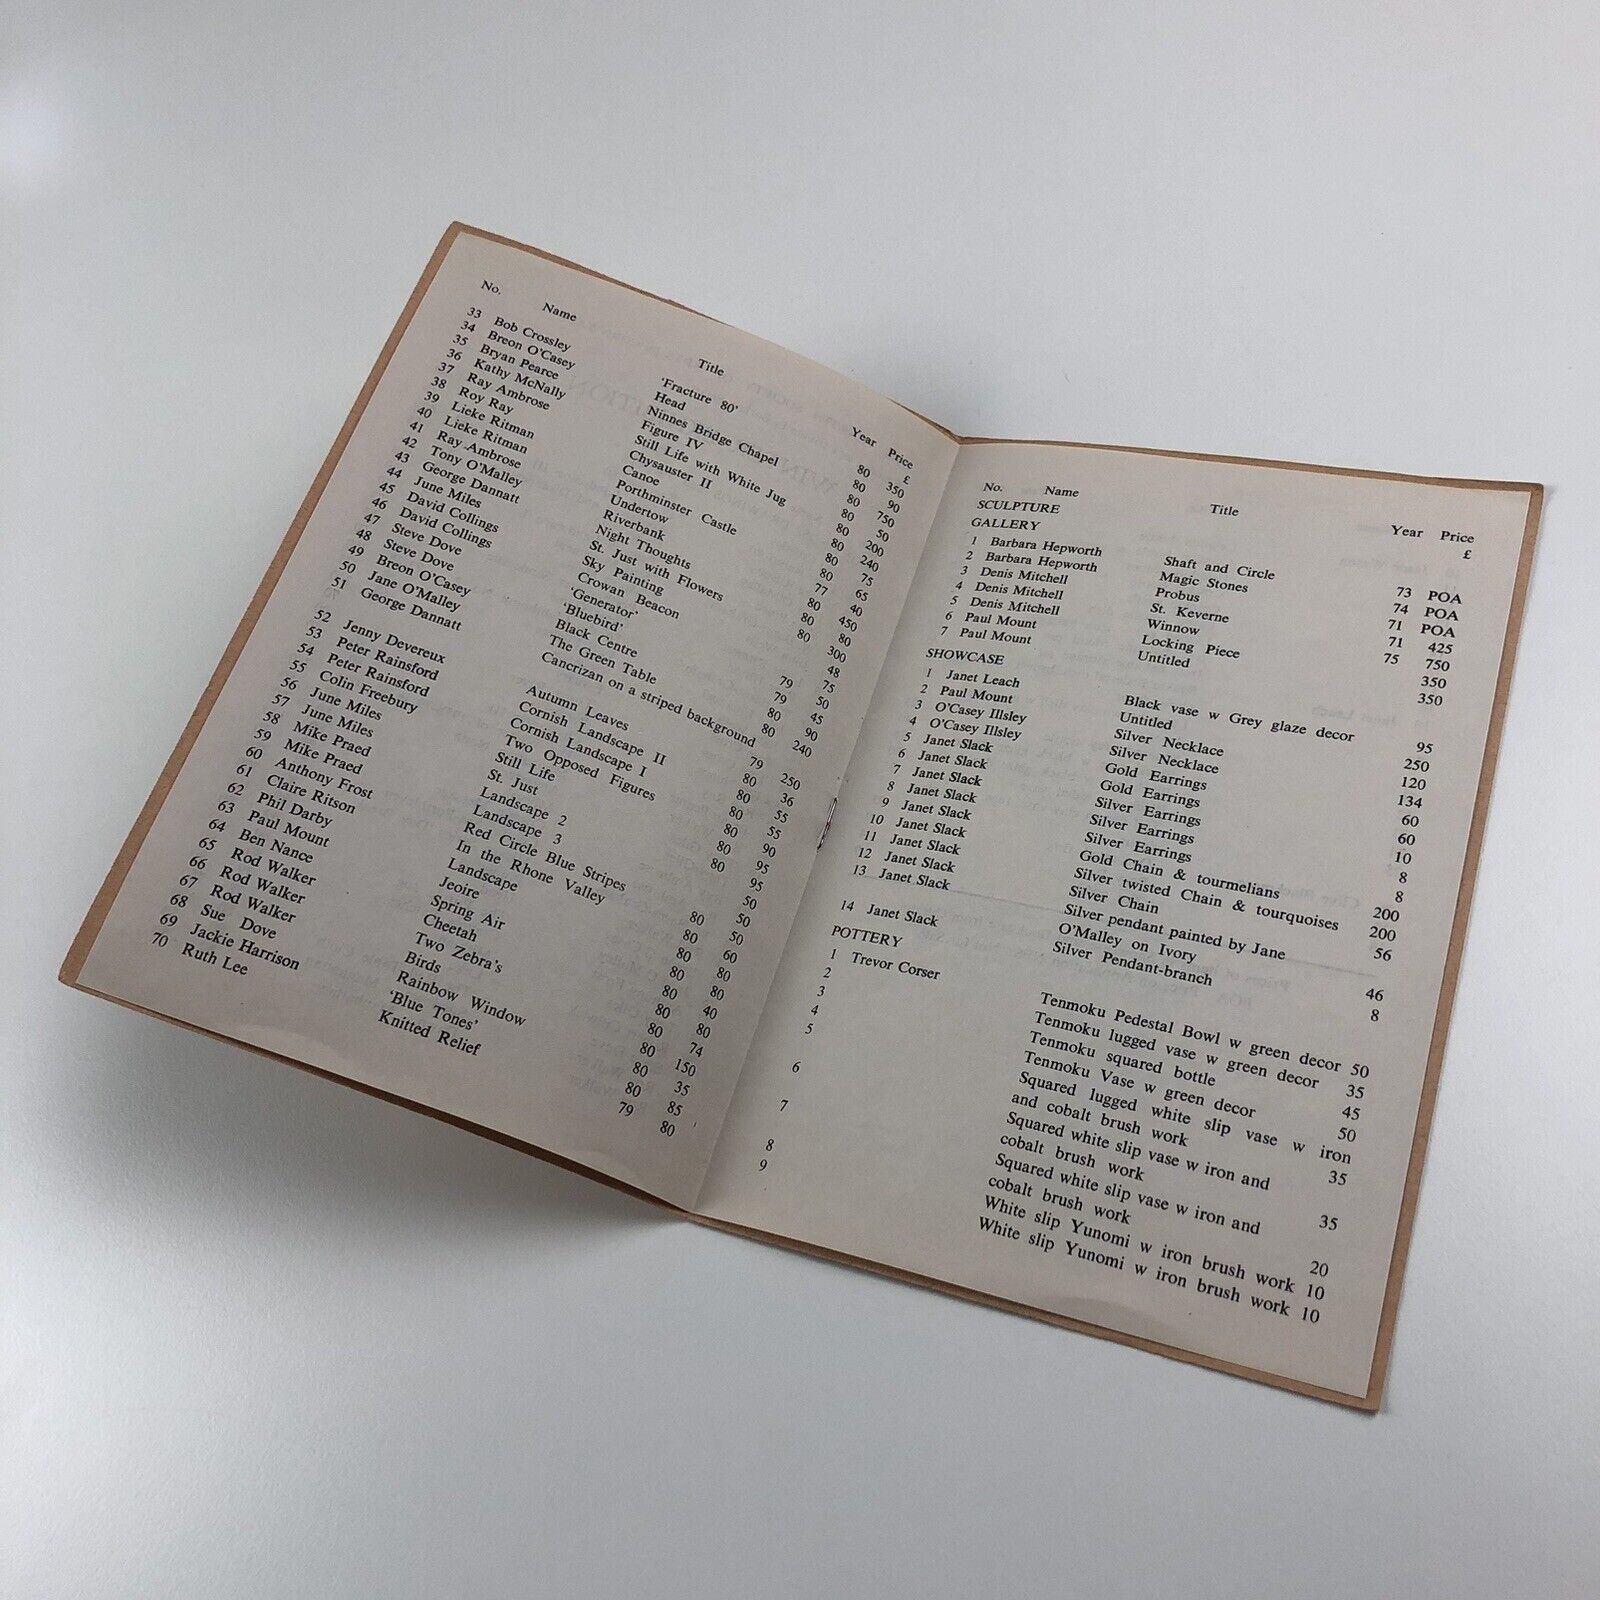 No. Name Title Year Price
£
33 Bob Crossley 'Fracture 80' 80 350
34 Breon O'Casey Head 80 90
35 Bryan Pearce Ninnes Bridge Chapel 80 750
36 Kathy McNally Figure IV 80 50
37 Ray Ambrose Still Life with White Jug 80 200
38 Roy Ray Chysauster II 80 240
39 Lieke Ritman Canoe 80 75
40 Lieke Ritman Porthminster Castle 80 65
41 Ray Ambrose Undertow 77 40
42 Tony O'Malley Riverbank 80 450
43 George Dannatt Night Thoughts 80 80
44 June Miles St. Just with Flowers 300
45 David Collings Sky Painting 48
46 David Collings Crowan Beacon 75
47 Steve Dove 'Generator' 79 50
48 Steve Dove 'Bluebird' 79 45
49 Breon O'Casey Black Centre 80 90
50 Jane O'Malley The Green Table 80 240
51 George Dannatt Cancrizan on a striped background 79 250
52 Jenny Devereux Autumn Leaves 80 36
53 Peter Rainsford Cornish Landscape II 80 55
54 Peter Rainsford Cornish Landscape I 80 55
55 Colin Freebury Two Opposed Figures 80 90
56 June Miles Still Life 80 95
57 June Miles St. Just 95
58 Mike Praed Landscape 2 50
59 Mike Praed Landscape 3 50
60 Anthony Frost Red Circle Blue Stripes 80 50
61 Claire Ritson In the Rhone Valley 80 60
62 Phil Darby Landscape 80 80
63 Paul Mount Jeoire 80 80
64 Ben Nance Spring Air 80 40
65 Rod Walker Cheetah 80 80
66 Rod Walker Two Zebra's 80 74
67 Rod Walker Birds 80 150
68 Sue Dove Rainbow Window 80 35
69 Jackie Harrison 'Blue Tones' 80 85
70 Ruth Lee Knitted Relief 79 80
No. Name Title Year Price
SCULPTURE £
GALLERY
1 Barbara Hepworth Shaft and Circle 73 POA
2 Barbara Hepworth Magic Stones 74 POA
3 Denis Mitchell Probus 71 POA
4 Denis Mitchell St. Keverne 71 425
5 Denis Mitchell Winnow 75 750
6 Paul Mount Locking Piece 350
7 Paul Mount Untitled 350
SHOWCASE
1 Janet Leach Black vase w Grey glaze decor 95
2 Paul Mount Untitled 250
3 O'Casey Illsley Silver Necklace 120
4 O'Casey Illsley Silver Necklace 134
5 Janet Slack Gold Earrings 60
6 Janet Slack Gold Earrings 60
7 Janet Slack Silver Earrings 10
8 Janet Slack Silver Earrings 8
9 Janet Slack Silver Earrings 8
10 Janet Slack Gold Chain & tourmelians 200
11 Janet Slack Silver twisted Chain & tourquoises 200
12 Janet Slack Silver Chain 56
13 Janet Slack Silver pendant painted by Jane
O'Malley on Ivory 46
14 Janet Slack Silver Pendant-branch 8
POTTERY
1 Trevor Corser Tenmoku Pedestal Bowl w green decor 50
2 Tenmoku lugged vase w green decor 35
3 Tenmoku squared bottle 45
4 Tenmoku Vase w green decor 50
5 Squared lugged white slip vase w iron
and cobalt brush work 35
6 Squared white slip vase w iron and
cobalt brush work 35
7 Squared white slip vase w iron and
cobalt brush work 20
8 White slip Yunomi w iron brush work 10
9 White slip Yunomi w iron brush work 10